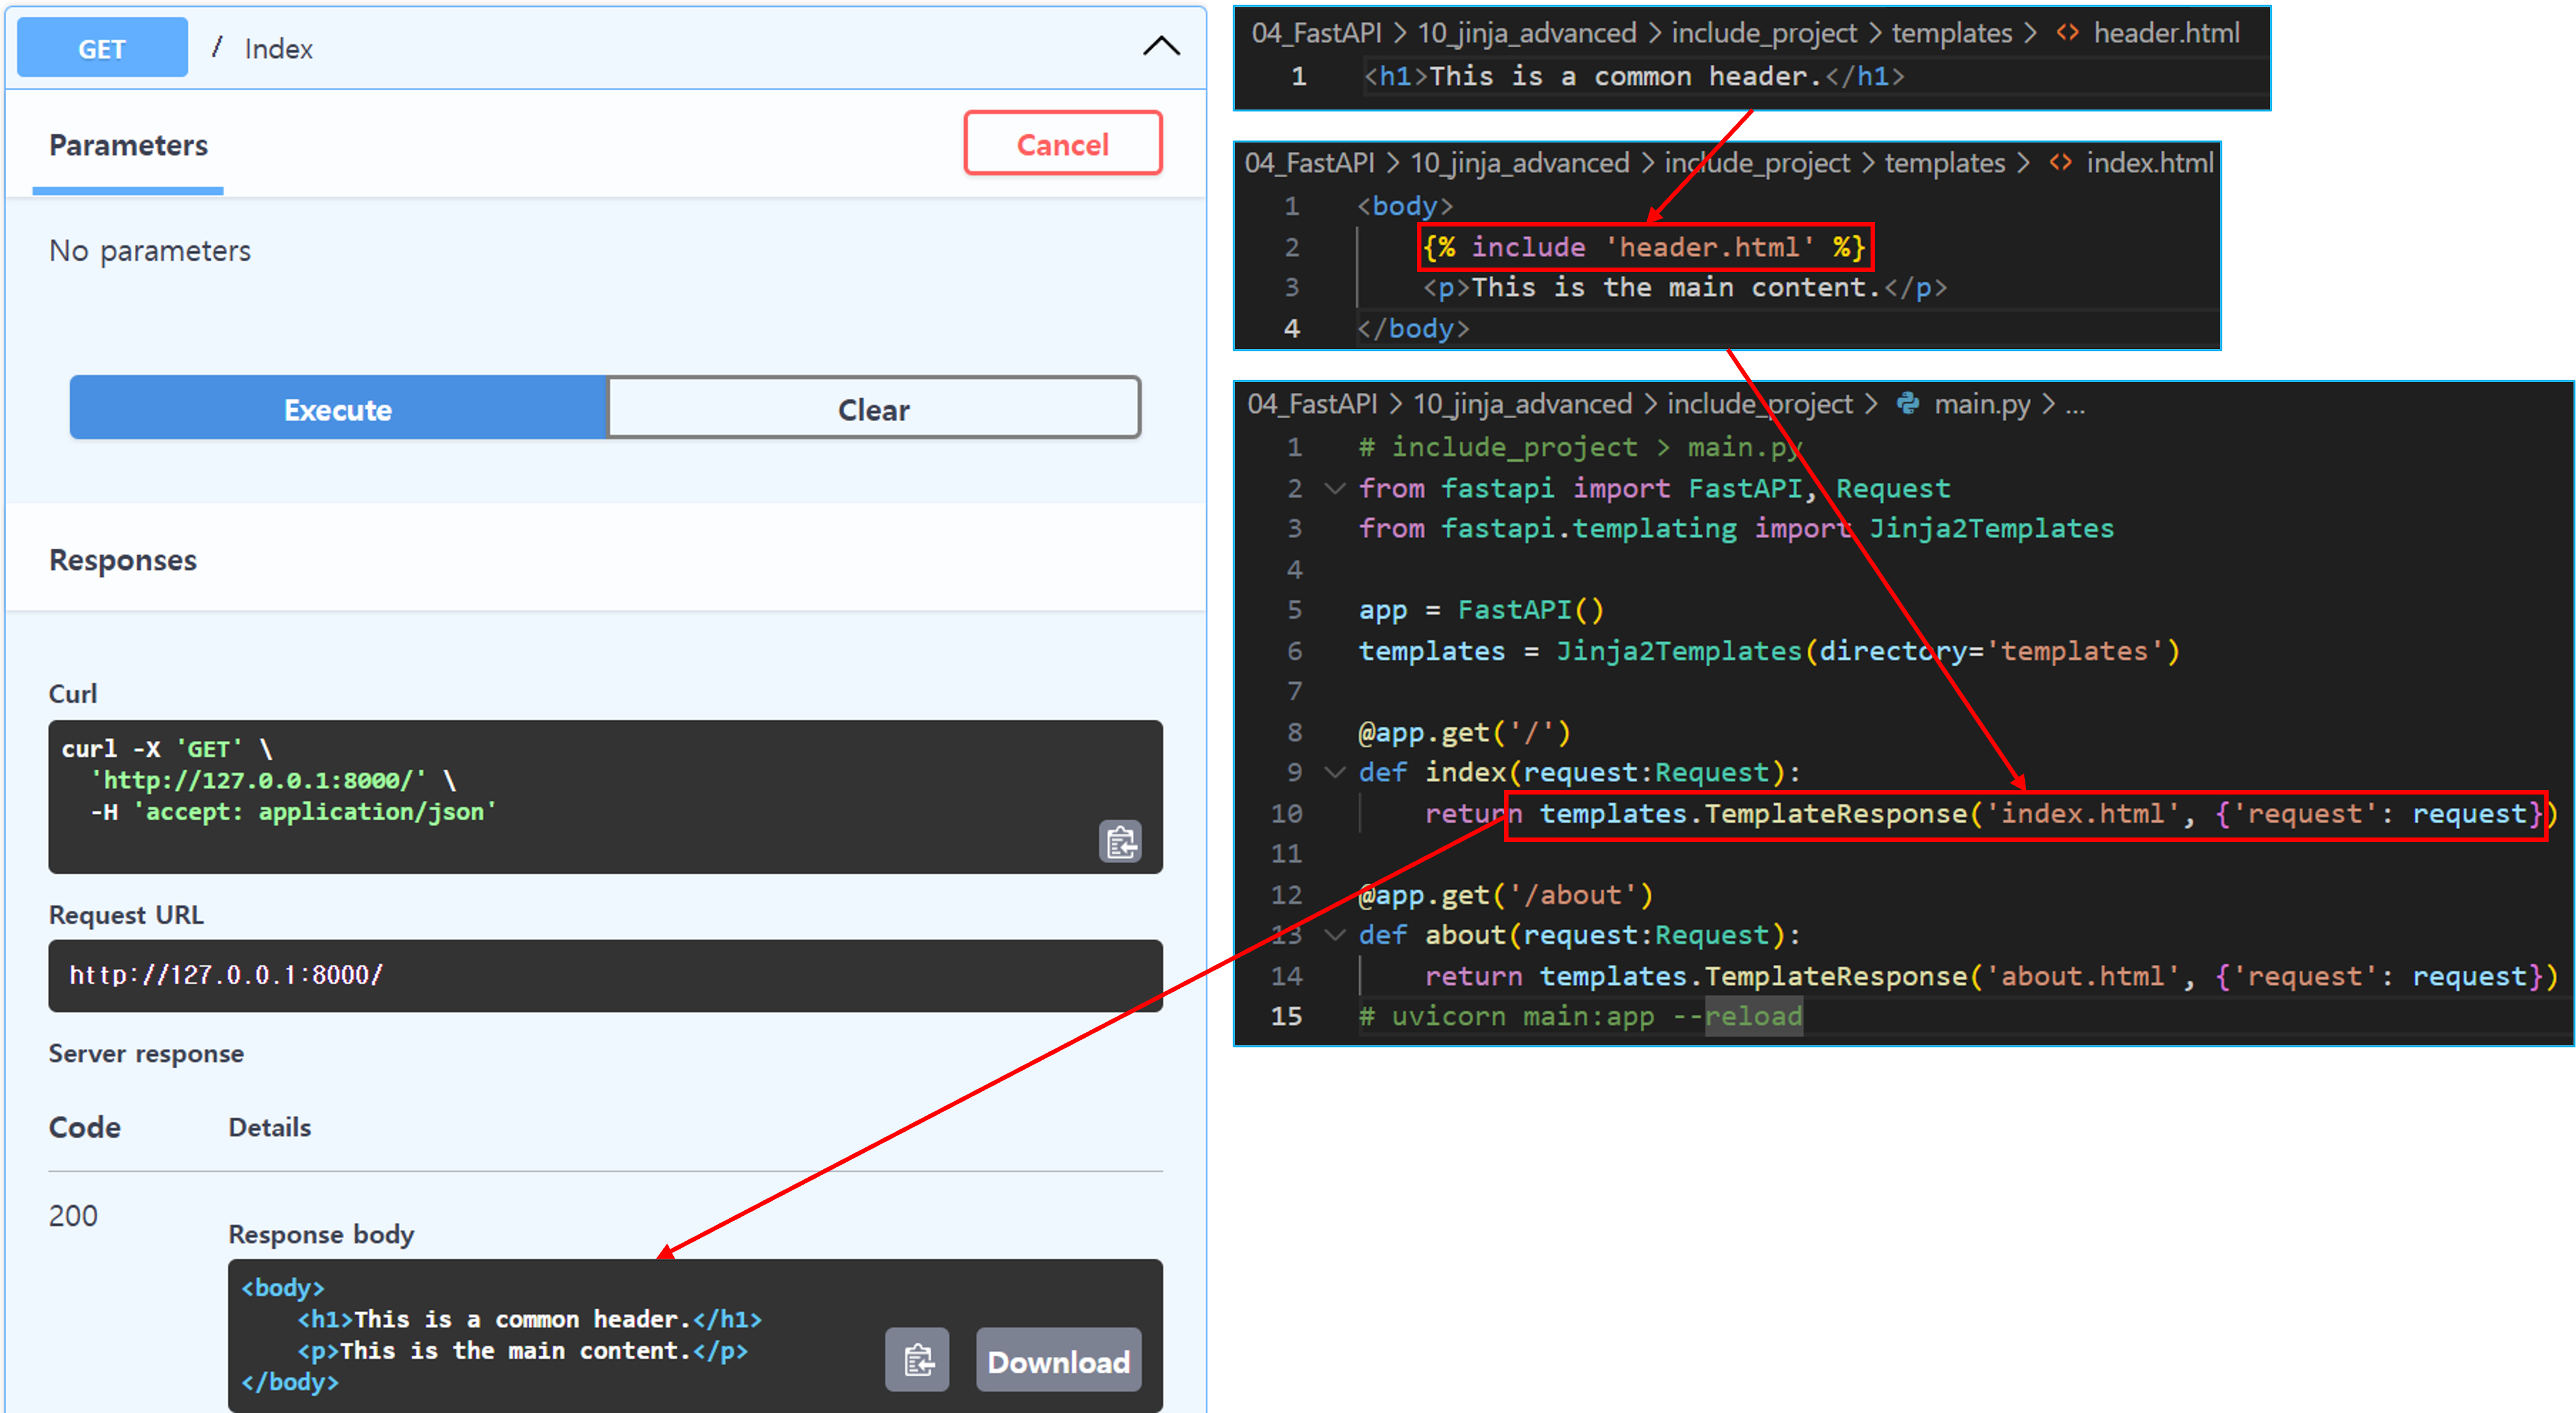 GET / Index
Parameters
Cancel
No parameters
Execute
Clear
Responses
Curl
curl -X 'GET' \
  'http://127.0.0.1:8000/' \
  -H 'accept: application/json'
Request URL
http://127.0.0.1:8000/
Server response
Code Details
200
Response body
<body>
    <h1>This is a common header.</h1>
    <p>This is the main content.</p>
</body>
Download
04_FastAPI > 10_jinja_advanced > include_project > templates > <> header.html
1 <h1>This is a common header.</h1>
04_FastAPI > 10_jinja_advanced > include_project > templates > <> index.html
1 <body>
2     {% include 'header.html' %}
3     <p>This is the main content.</p>
4 </body>
04_FastAPI > 10_jinja_advanced > include_project > main.py > ...
1 # include_project > main.py
2 from fastapi import FastAPI, Request
3 from fastapi.templating import Jinja2Templates
4
5 app = FastAPI()
6 templates = Jinja2Templates(directory='templates')
7
8 @app.get('/')
9 def index(request:Request):
10     return templates.TemplateResponse('index.html', {'request': request})
11
12 @app.get('/about')
13 def about(request:Request):
14     return templates.TemplateResponse('about.html', {'request': request})
15 # uvicorn main:app --reload